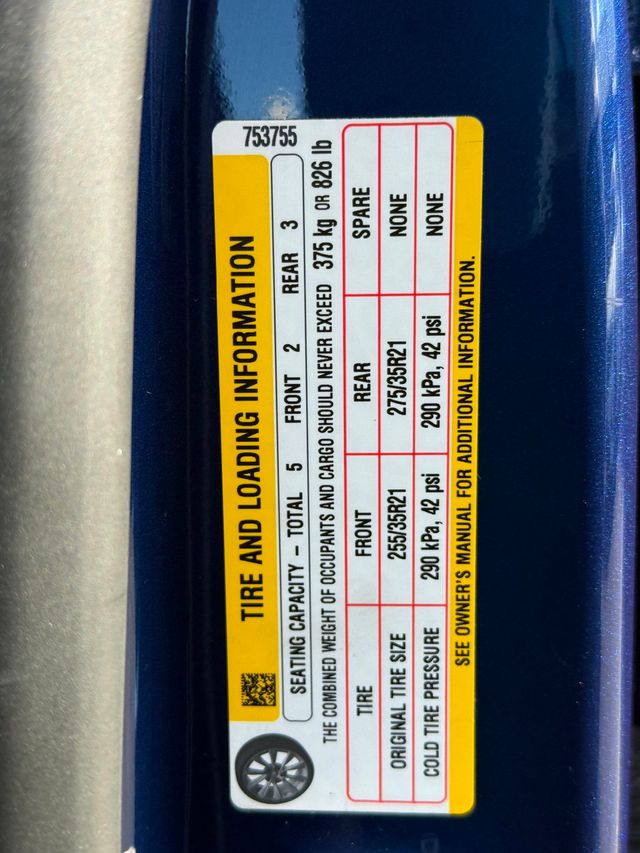 753755
TIRE AND LOADING INFORMATION
SEATING CAPACITY – TOTAL 5 FRONT 2 REAR 3
THE COMBINED WEIGHT OF OCCUPANTS AND CARGO SHOULD NEVER EXCEED 375 kg OR 826 lb
TIRE FRONT REAR SPARE
ORIGINAL TIRE SIZE 255/35R21 275/35R21 NONE
COLD TIRE PRESSURE 290 kPa, 42 psi 290 kPa, 42 psi NONE
SEE OWNER'S MANUAL FOR ADDITIONAL INFORMATION.